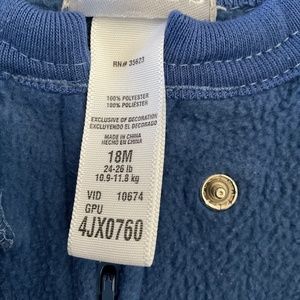 RN# 35623
100% POLYESTER
100% POLIÉSTER
EXCLUSIVE OF DECORATION
EXCLUYENDO EL DECORADO
MADE IN CHINA
HECHO EN CHINA
18M
24-26 lb
10.9-11.8 kg
VID 10674
GPU
4JX0760